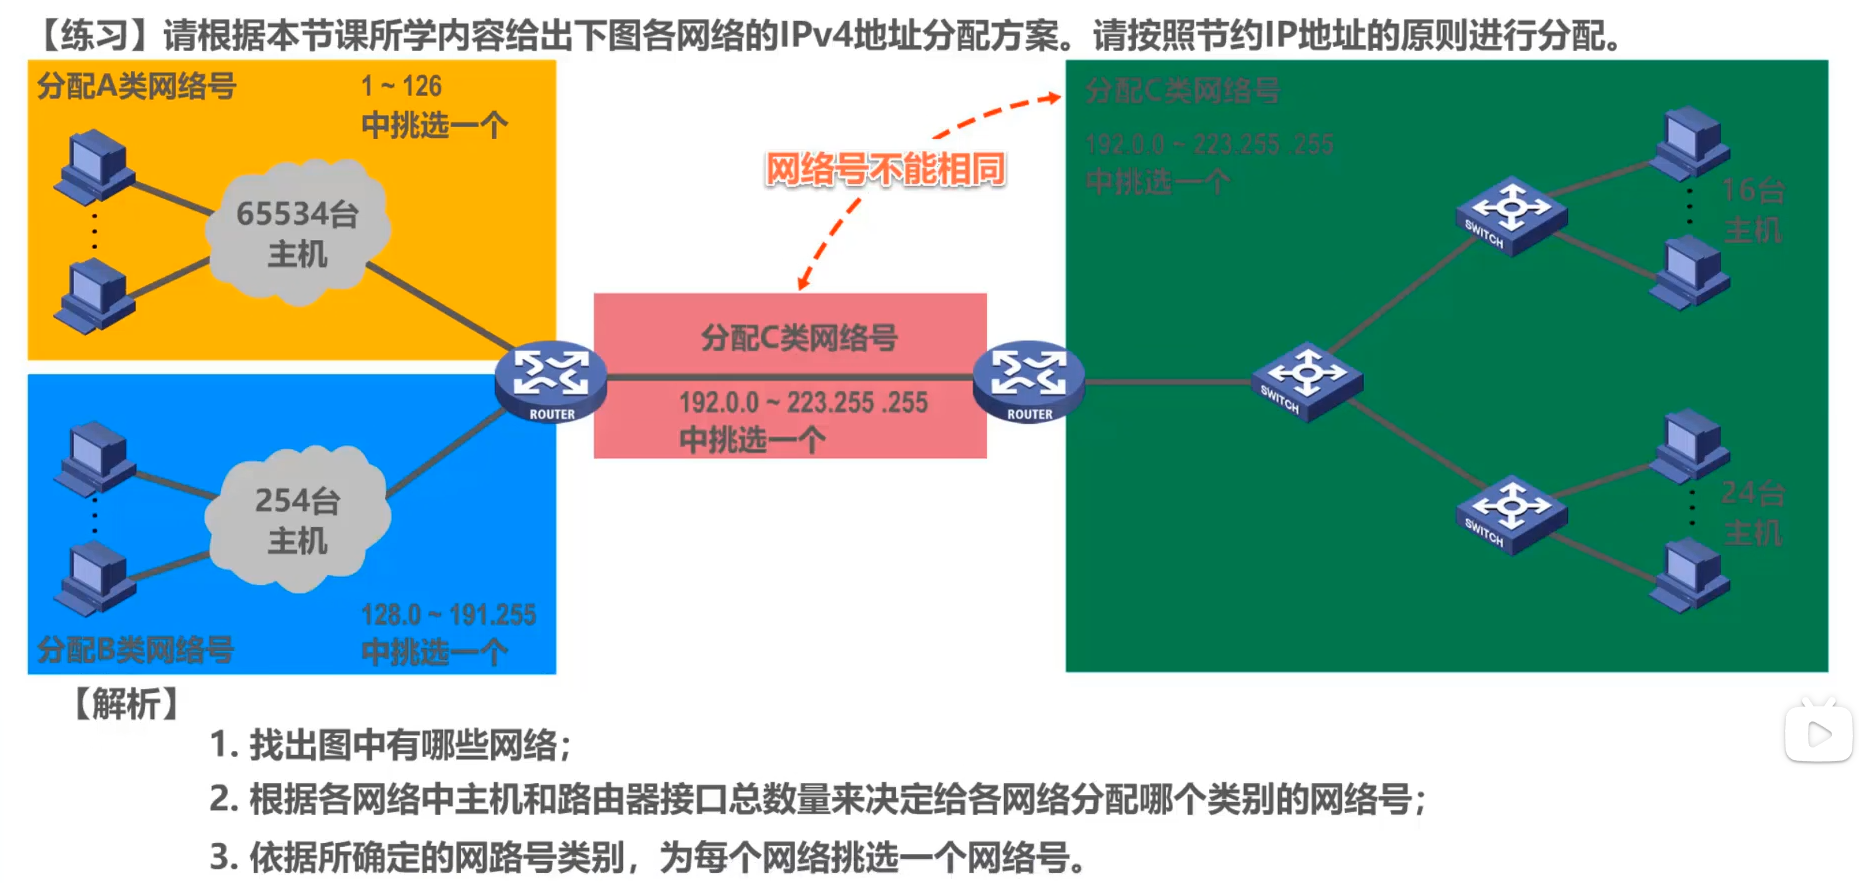 【练习】请根据本节课所学内容给出下图各网络的IPv4地址分配方案。请按照节约IP地址的原则进行分配。
分配A类网络号
1 ~ 126
中挑选一个
65534台
主机
254台
主机
128.0 ~ 191.255
中挑选一个
分配B类网络号
ROUTER
网络号不能相同
分配C类网络号
192.0.0 ~ 223.255 .255
中挑选一个
ROUTER
分配C类网络号
192.0.0 ~ 223.255 .255
中挑选一个
SWITCH
16台
主机
SWITCH
SWITCH
24台
主机
【解析】
1. 找出图中有哪些网络；
2. 根据各网络中主机和路由器接口总数量来决定给各网络分配哪个类别的网络号；
3. 依据所确定的网路号类别，为每个网络挑选一个网络号。